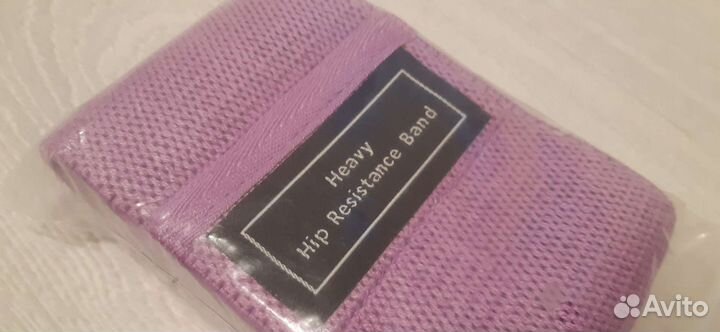 Heavy
Hip Resistance Band
Avito